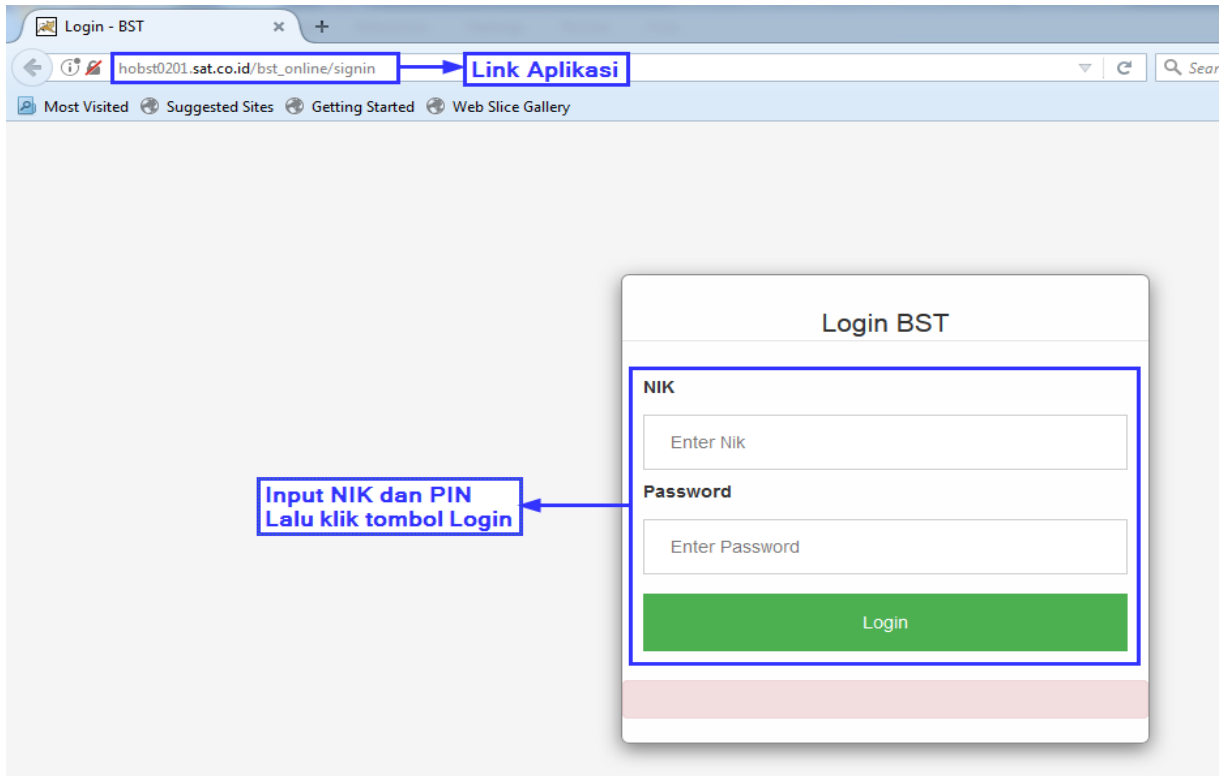 Login - BST
hobst0201.sat.co.id/bst_online/signin
Link Aplikasi
Sear
Most Visited Suggested Sites Getting Started Web Slice Gallery
Login BST
NIK
Enter Nik
Input NIK dan PIN
Lalu klik tombol Login
Password
Enter Password
Login